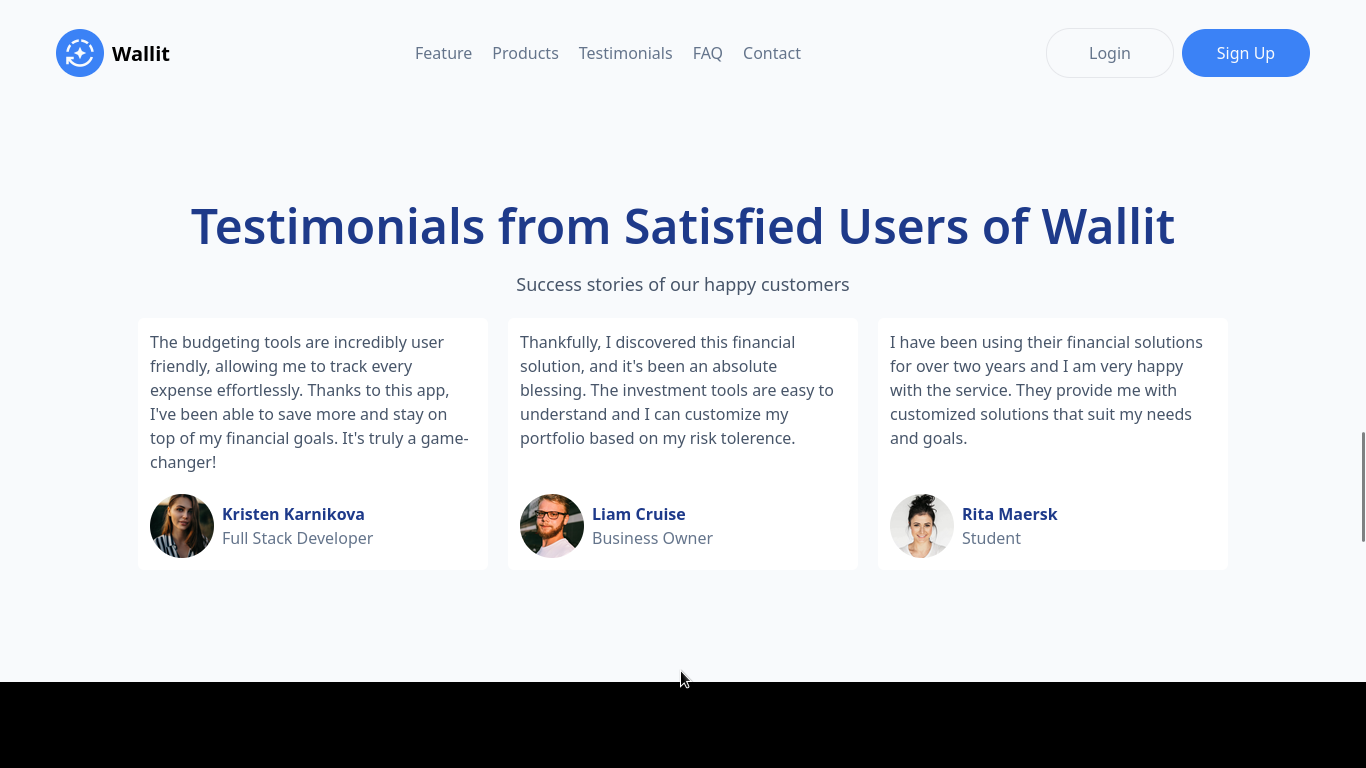 Wallit
Feature Products Testimonials FAQ Contact
Login
Sign Up
Testimonials from Satisfied Users of Wallit
Success stories of our happy customers
The budgeting tools are incredibly user
friendly, allowing me to track every
expense effortlessly. Thanks to this app,
I've been able to save more and stay on
top of my financial goals. It's truly a game-
changer!
Kristen Karnikova
Full Stack Developer
Thankfully, I discovered this financial
solution, and it's been an absolute
blessing. The investment tools are easy to
understand and I can customize my
portfolio based on my risk tolerence.
Liam Cruise
Business Owner
I have been using their financial solutions
for over two years and I am very happy
with the service. They provide me with
customized solutions that suit my needs
and goals.
Rita Maersk
Student